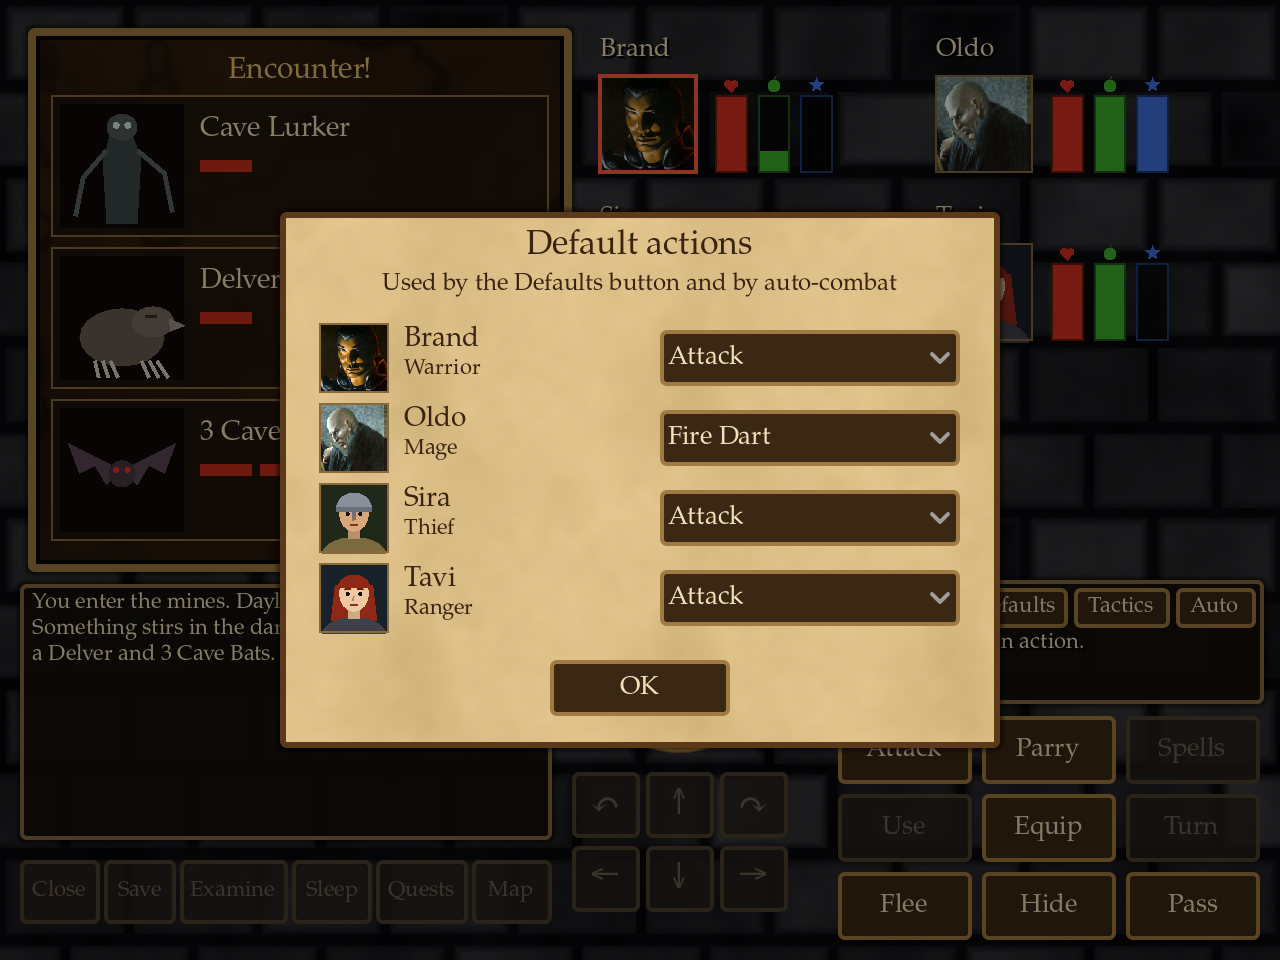 Encounter!
Cave Lurker
Delver
3 Cave
Brand
Oldo
Default actions
Used by the Defaults button and by auto-combat
Brand
Warrior
Attack
Oldo
Mage
Fire Dart
Sira
Thief
Attack
Tavi
Ranger
Attack
OK
You enter the mines.
Something stirs in the
a Delver and 3 Cave Bats.
Tactics
Auto
action.
Attack
Parry
Spells
Use
Equip
Turn
Flee
Hide
Pass
Close
Save
Examine
Sleep
Quests
Map